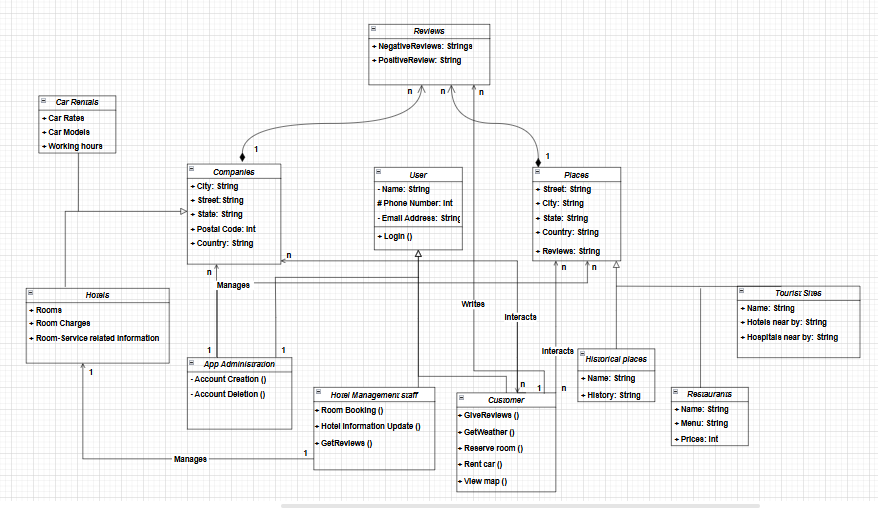 Reviews
+ NegativeReviews: Strings
+ PositiveReview: String
n
n
n
Car Rentals
+ Car Rates
+ Car Models
+ Working hours
1
1
Companies
+ City: String
+ Street: String
+ State: String
+ Postal Code: Int
+ Country: String
User
- Name: String
# Phone Number: Int
- Email Address: String
+ Login ()
Places
+ Street: String
+ City: String
+ State: String
+ Country: String
+ Reviews: String
n
n
n
n
Manages
Hotels
+ Rooms
+ Room Charges
+ Room-Service related information
Writes
Interacts
Tourist Sites
+ Name: String
+ Hotels near by: String
+ Hospitals near by: String
1
1
Interacts
App Administration
- Account Creation ()
- Account Deletion ()
Historical places
+ Name: String
+ History: String
1
n
1
n
Hotel Management staff
+ Room Booking ()
+ Hotel Information Update ()
+ GetReviews ()
Customer
+ GiveReviews ()
+ GetWeather ()
+ Reserve room ()
+ Rent car ()
+ View map ()
Restaurants
+ Name: String
+ Menu: String
+ Prices: Int
1
Manages